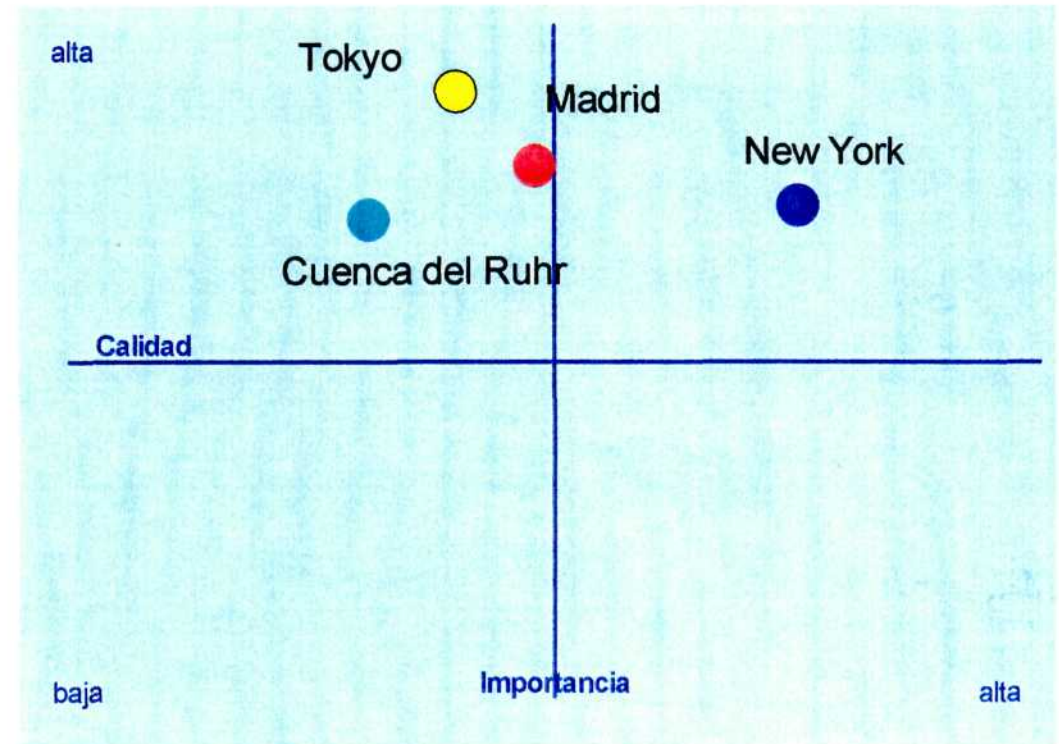 alta
Tokyo
Madrid
New York
Cuenca del Ruhr
Calidad
baja
Importancia
alta